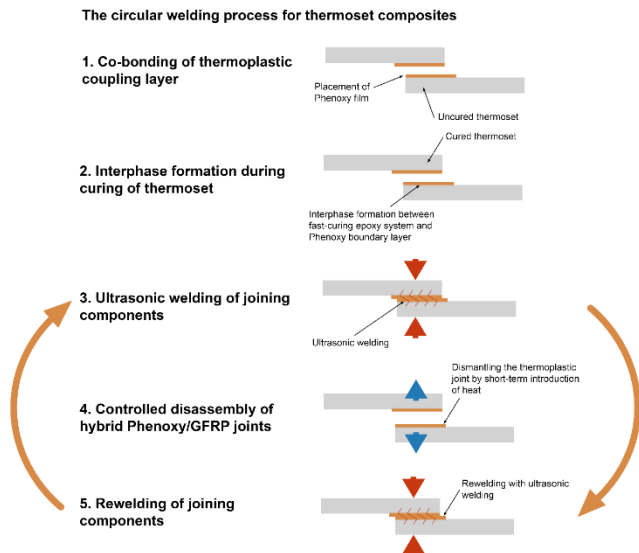 The circular welding process for thermoset composites
1. Co-bonding of thermoplastic
coupling layer
Placement of
Phenoxy film
Uncured thermoset
Cured thermoset
2. Interphase formation during
curing of thermoset
Interphase formation between
fast-curing epoxy system and
Phenoxy boundary layer
3. Ultrasonic welding of joining
components
Ultrasonic welding
Dismantling the thermoplastic
joint by short-term introduction
of heat
4. Controlled disassembly of
hybrid Phenoxy/GFRP joints
5. Rewelding of joining
components
Rewelding with ultrasonic
welding